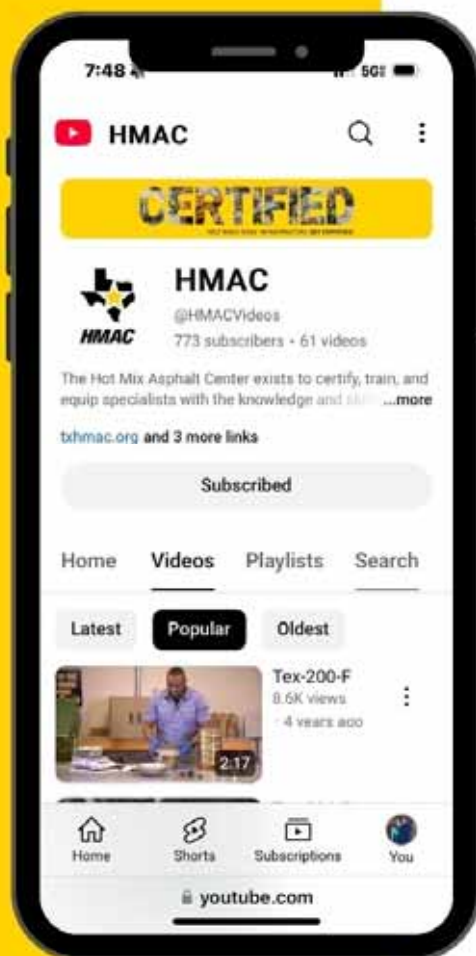 7:48
5G
HMAC
CERTIFIED
HMAC
HMAC
@HMACVideos
773 subscribers • 61 videos
The Hot Mix Asphalt Center exists to certify, train, and
equip specialists with the knowledge and ...more
txhmac.org and 3 more links
Subscribed
Home Videos Playlists Search
Latest Popular Oldest
Tex-200-F
8.6K views
· 4 years ago
2:17
Home Shorts Subscriptions You
youtube.com